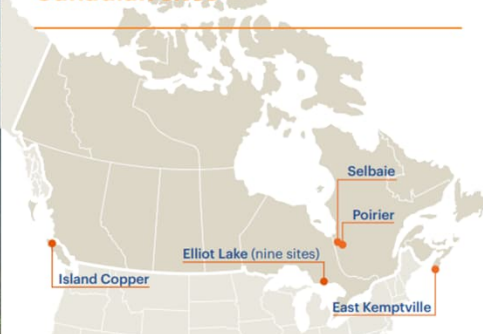 Selbaie
Poirier
Elliot Lake (nine sites)
Island Copper
East Kemptville